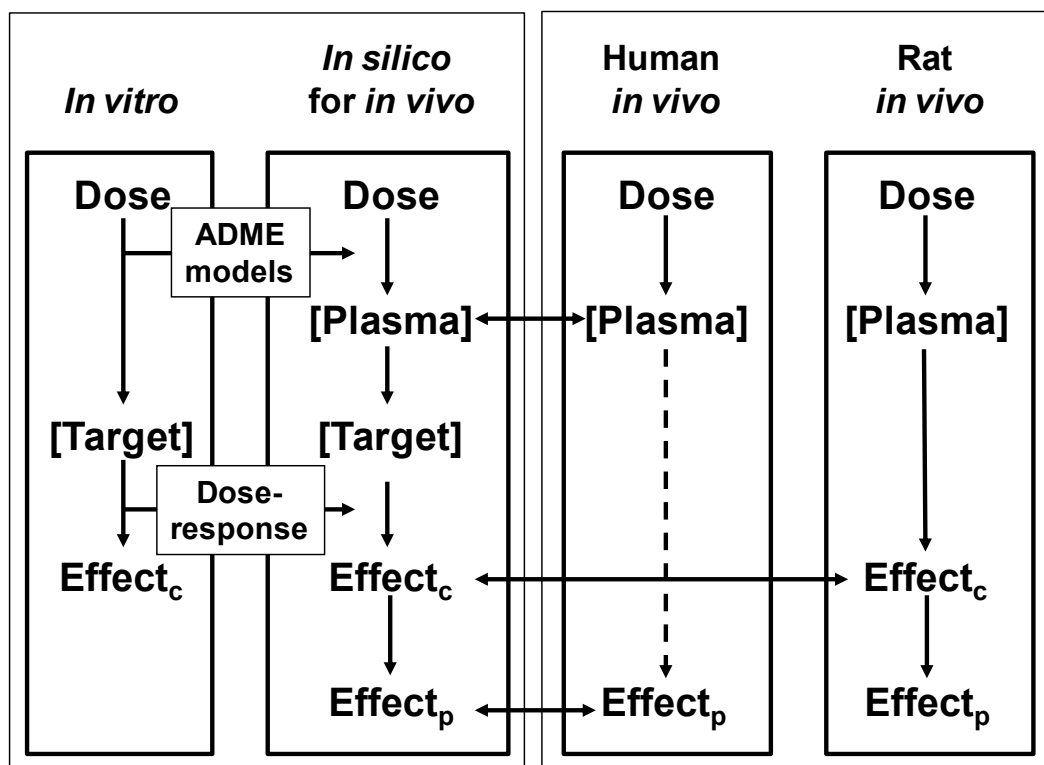 In vitro
In silico
for in vivo
Human
in vivo
Rat
in vivo
Dose
[Target]
Effectc
ADME
models
Dose-
response
Dose
[Plasma]
[Target]
Effectc
Effectp
Dose
[Plasma]
Effectp
Dose
[Plasma]
Effectc
Effectp